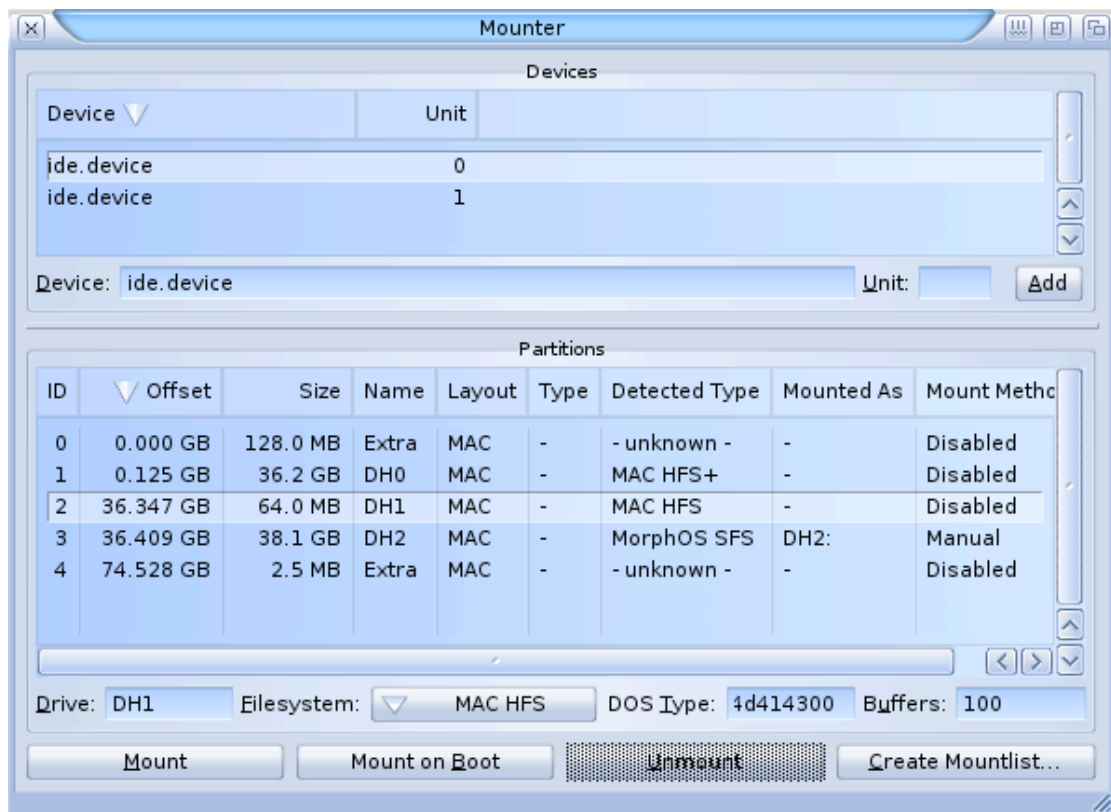 Mounter
Devices
Device Unit
ide.device 0
ide.device 1
Device: ide.device Unit: Add
Partitions
ID Offset Size Name Layout Type Detected Type Mounted As Mount Metho
0 0.000 GB 128.0 MB Extra MAC - - unknown - - Disabled
1 0.125 GB 36.2 GB DH0 MAC - MAC HFS+ - Disabled
2 36.347 GB 64.0 MB DH1 MAC - MAC HFS - Disabled
3 36.409 GB 38.1 GB DH2 MAC - MorphOS SFS DH2: Manual
4 74.528 GB 2.5 MB Extra MAC - - unknown - - Disabled
Drive: DH1 Filesystem: MAC HFS DOS Type: 4d414300 Buffers: 100
Mount Mount on Boot Unmount Create Mountlist...